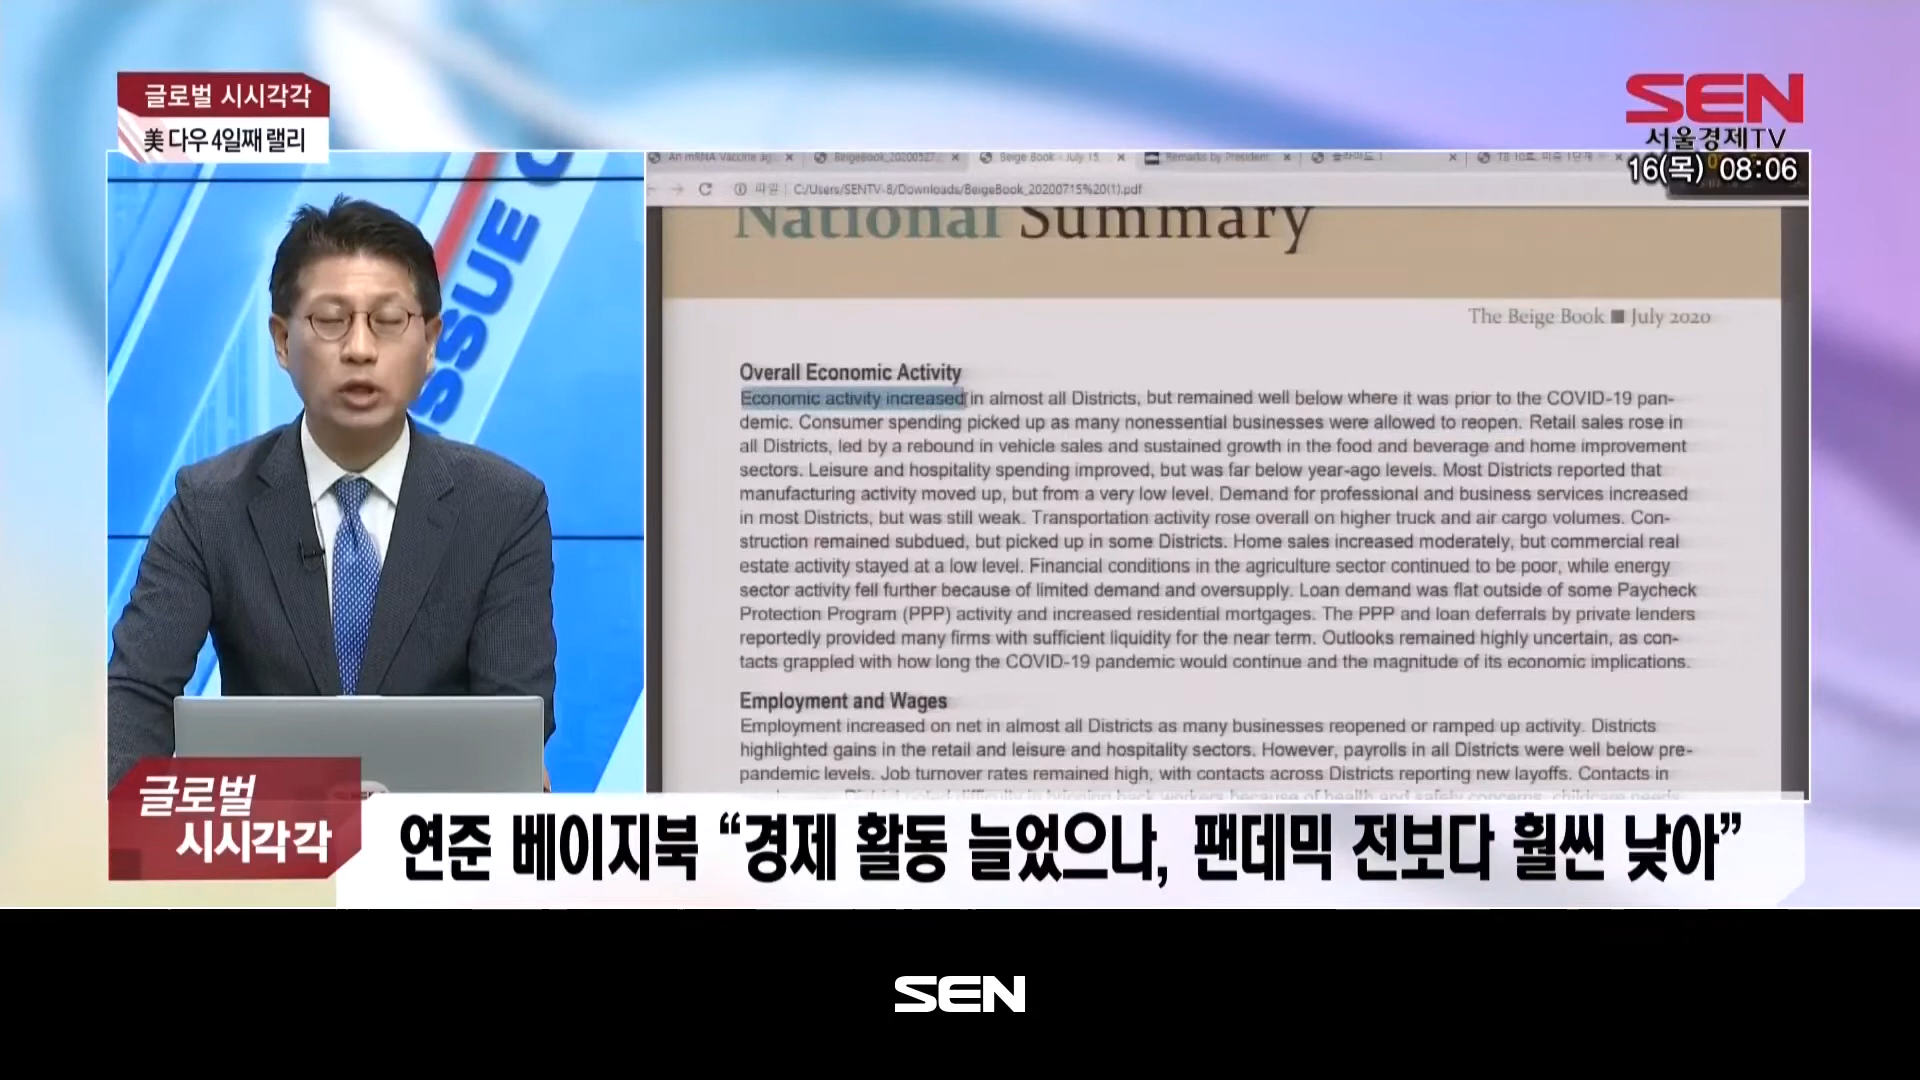 글로벌 시시각각
美 다우 4일째 랠리
SEN
서울경제TV
16(목) 08:06
ISSUE
An mRNA Vaccine ag
BeigeBook_20200527
Beige Book - July 15,
Remarks by President
C:/Users/SENTV-8/Downloads/BeigeBook_20200715%20(1).pdf
National Summary
The Beige Book ■ July 2020
Overall Economic Activity
Economic activity increased in almost all Districts, but remained well below where it was prior to the COVID-19 pan-
demic. Consumer spending picked up as many nonessential businesses were allowed to reopen. Retail sales rose in
all Districts, led by a rebound in vehicle sales and sustained growth in the food and beverage and home improvement
sectors. Leisure and hospitality spending improved, but was far below year-ago levels. Most Districts reported that
manufacturing activity moved up, but from a very low level. Demand for professional and business services increased
in most Districts, but was still weak. Transportation activity rose overall on higher truck and air cargo volumes. Con-
struction remained subdued, but picked up in some Districts. Home sales increased moderately, but commercial real
estate activity stayed at a low level. Financial conditions in the agriculture sector continued to be poor, while energy
sector activity fell further because of limited demand and oversupply. Loan demand was flat outside of some Paycheck
Protection Program (PPP) activity and increased residential mortgages. The PPP and loan deferrals by private lenders
reportedly provided many firms with sufficient liquidity for the near term. Outlooks remained highly uncertain, as con-
tacts grappled with how long the COVID-19 pandemic would continue and the magnitude of its economic implications.
Employment and Wages
Employment increased on net in almost all Districts as many businesses reopened or ramped up activity. Districts
highlighted gains in the retail and leisure and hospitality sectors. However, payrolls in all Districts were well below pre-
pandemic levels. Job turnover rates remained high, with contacts across Districts reporting new layoffs. Contacts in
글로벌
시시각각
연준 베이지북 “경제 활동 늘었으나, 팬데믹 전보다 훨씬 낮아”
SEN